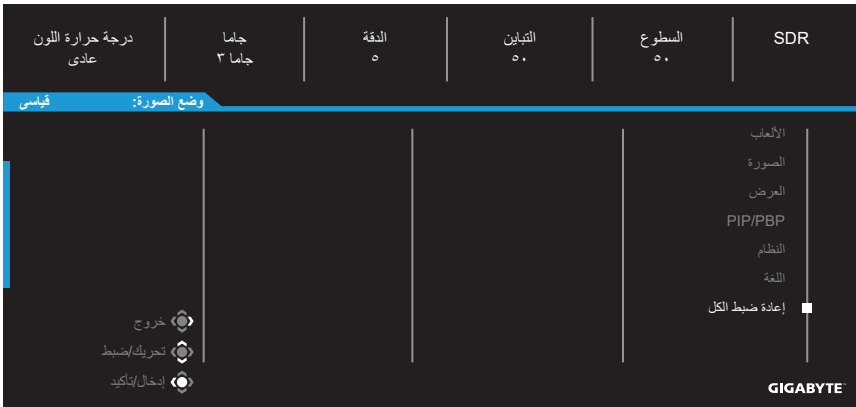 SDR
السطوع
٥٠
التباين
٥٠
الدقة
٥
جاما
جاما ٣
درجة حرارة اللون
عادى
وضع الصورة: قياسى
الألعاب
الصورة
العرض
PIP/PBP
النظام
اللغة
إعادة ضبط الكل
خروج
تحريك/ضبط
إدخال/تأكيد
GIGABYTE™